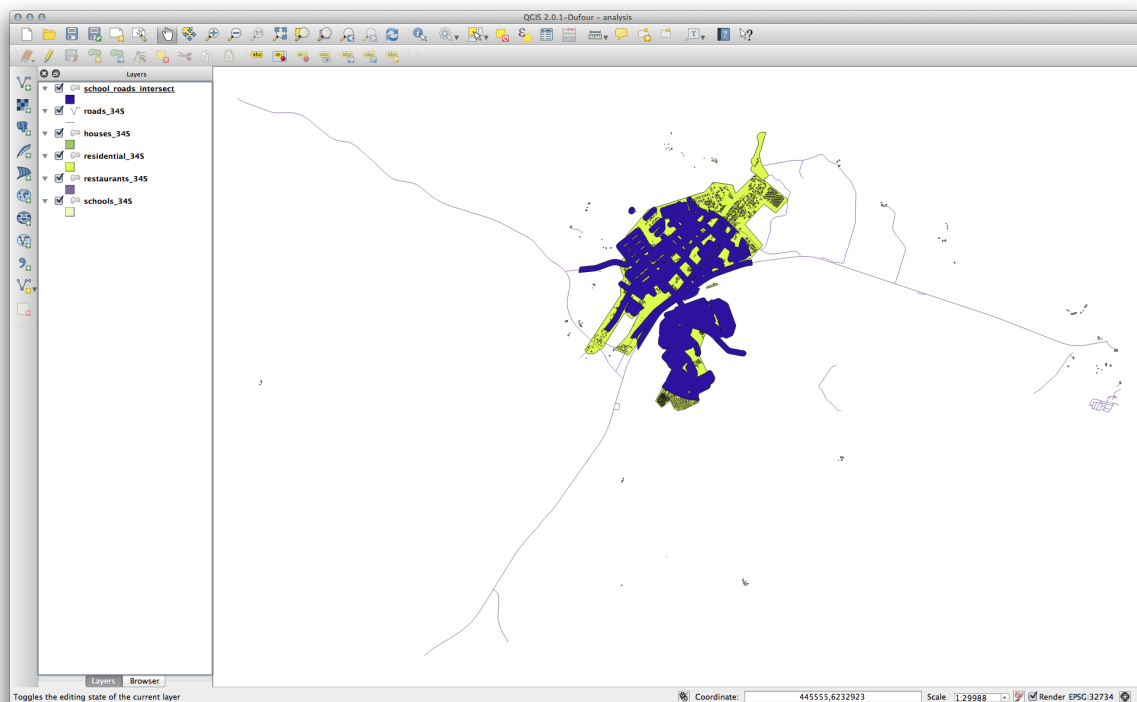 QGIS 2.0.1-Dufour - analysis
Layers
school_roads_intersect
roads_34S
houses_34S
residential_34S
restaurants_34S
schools_34S
Layers Browser
Toggles the editing state of the current layer
Coordinate: 445555,6232923 Scale 1:29988 Render EPSG:32734